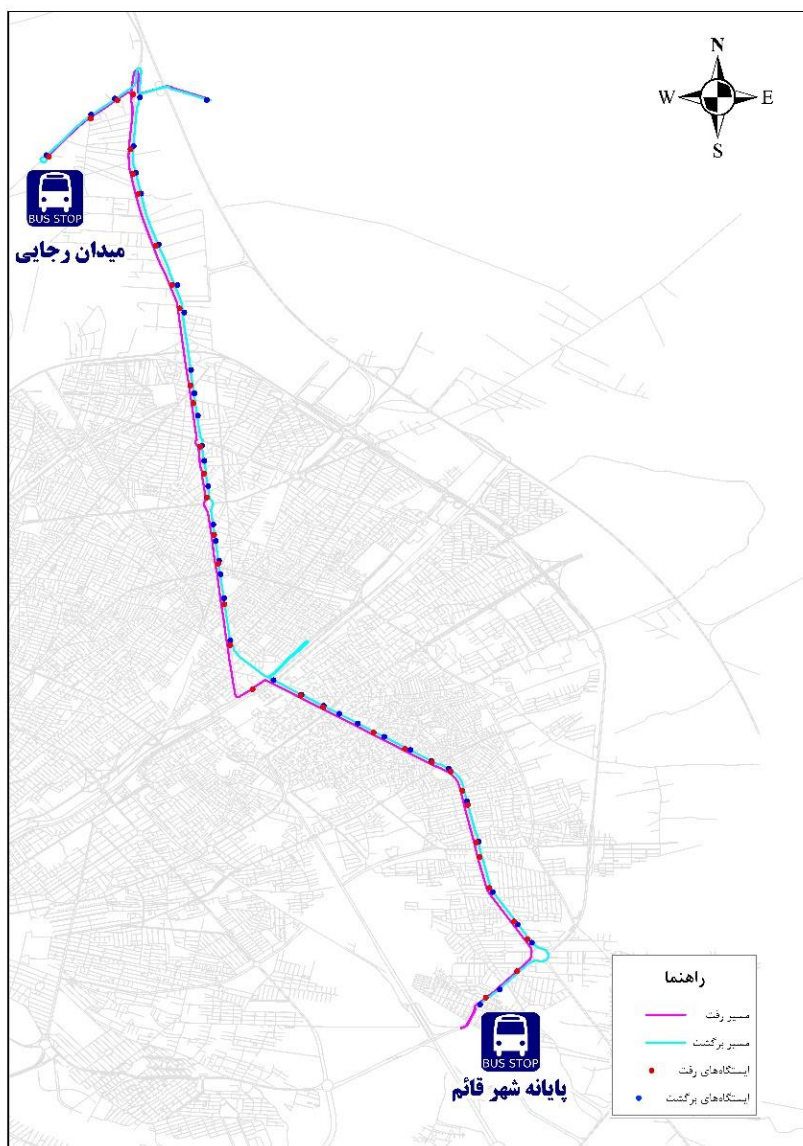 N
W E
S
BUS STOP
میدان رجایی
راهنما
مسیر رفت
مسیر برگشت
ایستگاه‌های رفت
ایستگاه‌های برگشت
BUS STOP
پایانه شهر قائم